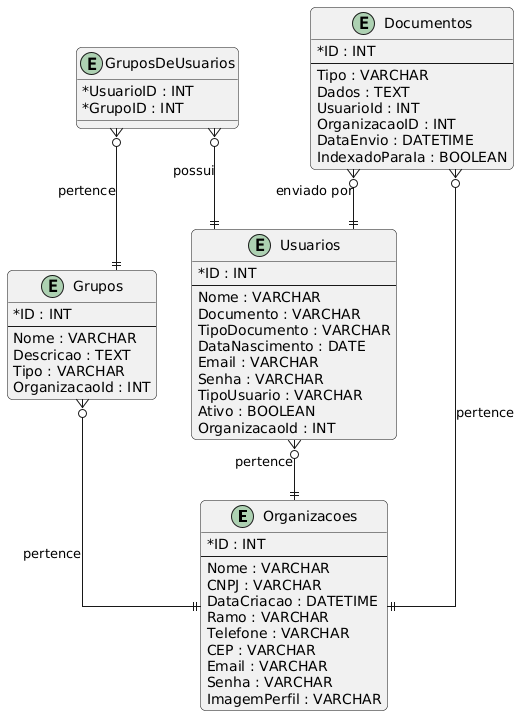 E Documentos
*ID : INT
Tipo : VARCHAR
Dados : TEXT
UsuarioId : INT
OrganizacaoID : INT
DataEnvio : DATETIME
IndexadoParaIa : BOOLEAN
E GruposDeUsuarios
*UsuarioID : INT
*GrupoID : INT
pertence
possui
enviado por
E Grupos
*ID : INT
Nome : VARCHAR
Descricao : TEXT
Tipo : VARCHAR
OrganizacaoId : INT
E Usuarios
*ID : INT
Nome : VARCHAR
Documento : VARCHAR
TipoDocumento : VARCHAR
DataNascimento : DATE
Email : VARCHAR
Senha : VARCHAR
TipoUsuario : VARCHAR
Ativo : BOOLEAN
OrganizacaoId : INT
pertence
pertence
pertence
E Organizacoes
*ID : INT
Nome : VARCHAR
CNPJ : VARCHAR
DataCriacao : DATETIME
Ramo : VARCHAR
Telefone : VARCHAR
CEP : VARCHAR
Email : VARCHAR
Senha : VARCHAR
ImagemPerfil : VARCHAR